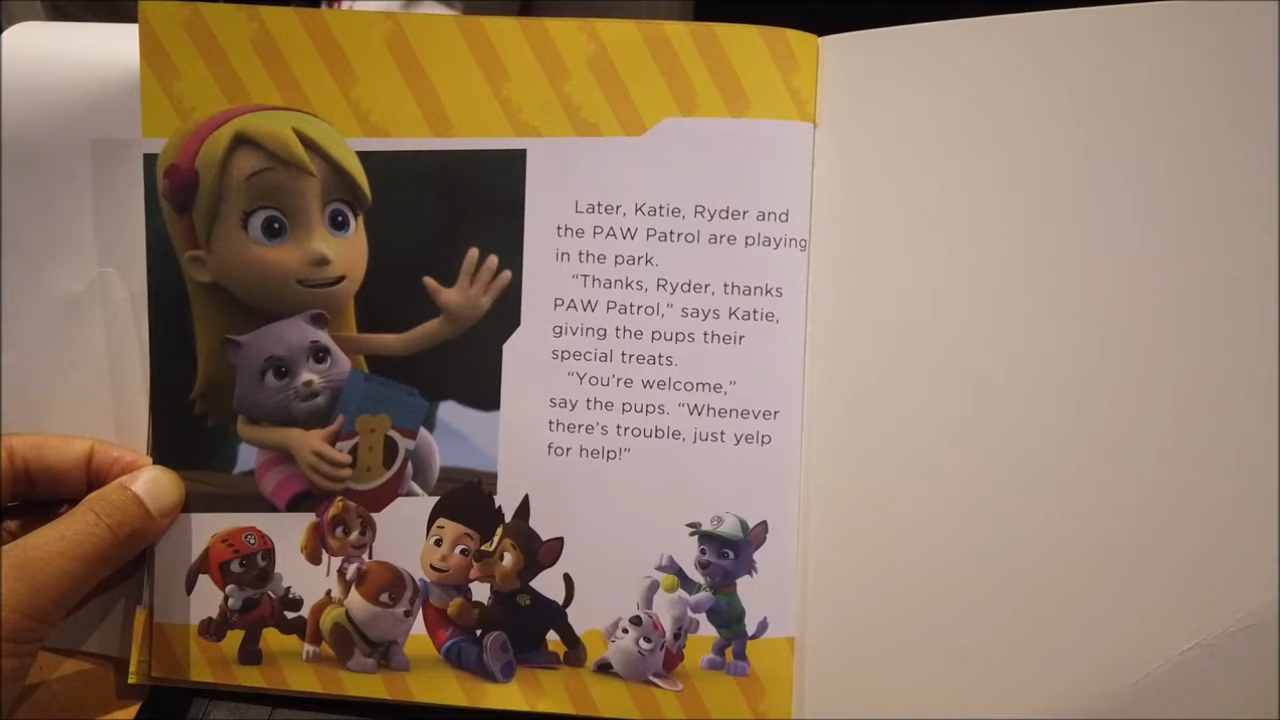 Later, Katie, Ryder and
the PAW Patrol are playing
in the park.
“Thanks, Ryder, thanks
PAW Patrol,” says Katie,
giving the pups their
special treats.
“You’re welcome,”
say the pups. “Whenever
there’s trouble, just yelp
for help!”